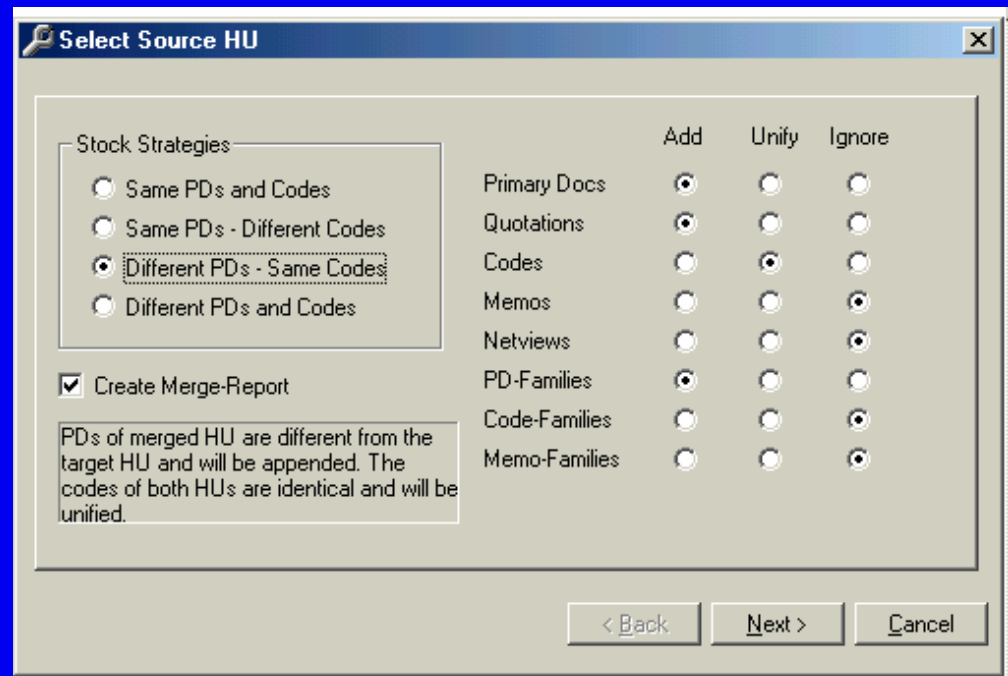 Select Source HU
Stock Strategies
Same PDs and Codes
Same PDs - Different Codes
Different PDs - Same Codes
Different PDs and Codes
Create Merge-Report
PDs of merged HU are different from the
target HU and will be appended. The
codes of both HUs are identical and will be
unified.
Add Unify Ignore
Primary Docs
Quotations
Codes
Memos
Netviews
PD-Families
Code-Families
Memo-Families
< Back Next > Cancel